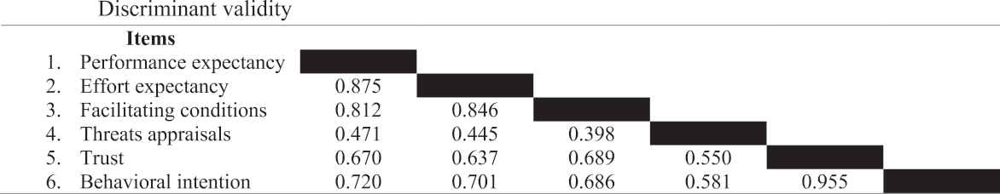 Discriminant validity
Items
1. Performance expectancy
2. Effort expectancy 0.875
3. Facilitating conditions 0.812 0.846
4. Threats appraisals 0.471 0.445 0.398
5. Trust 0.670 0.637 0.689 0.550
6. Behavioral intention 0.720 0.701 0.686 0.581 0.955